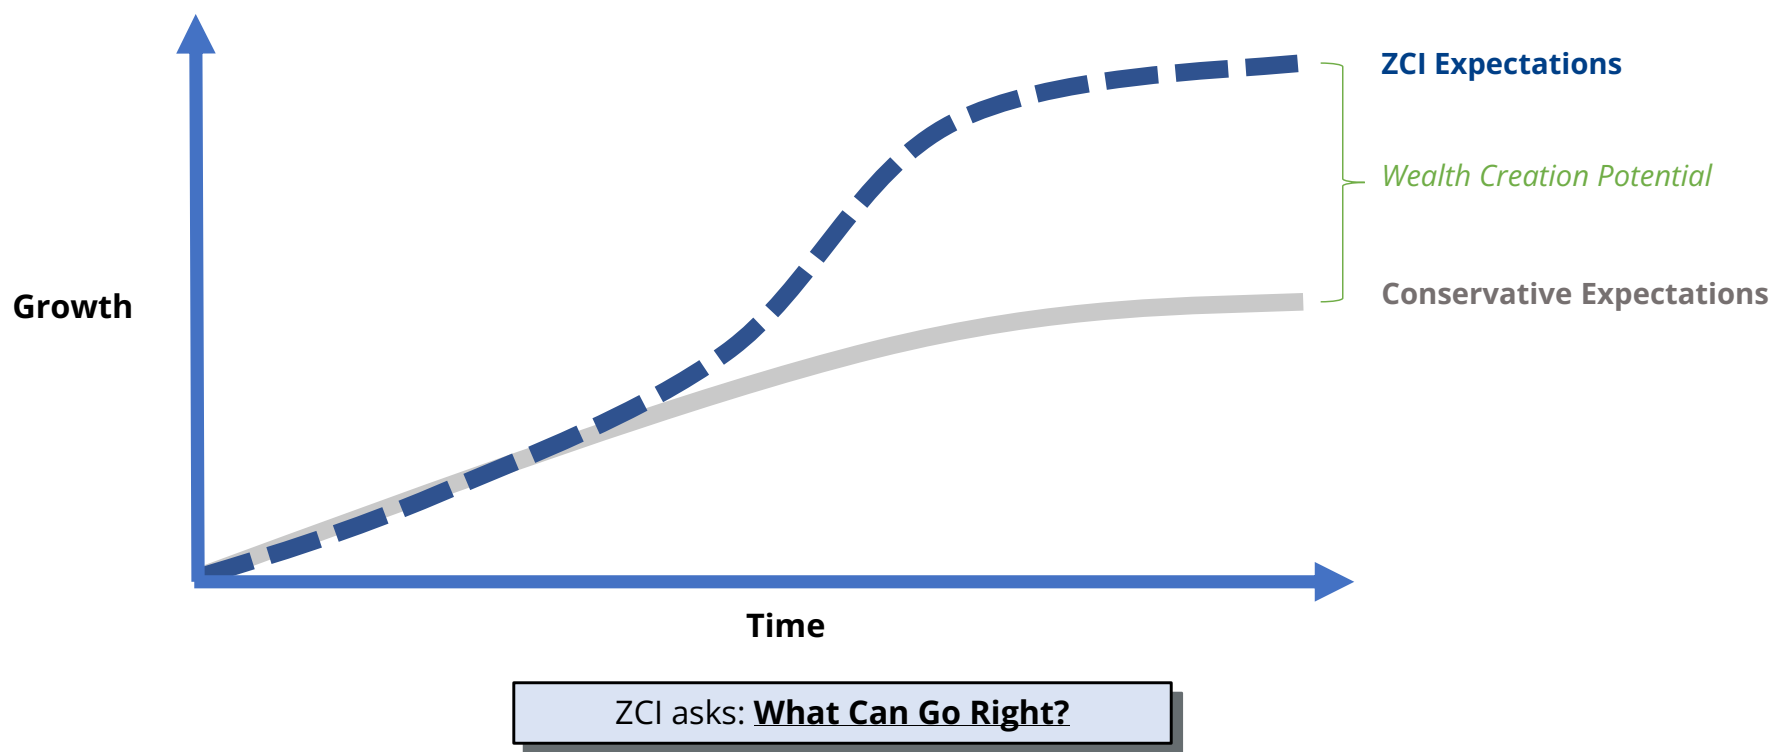 ZCI Expectations
Wealth Creation Potential
Growth
Conservative Expectations
Time
ZCI asks: What Can Go Right?